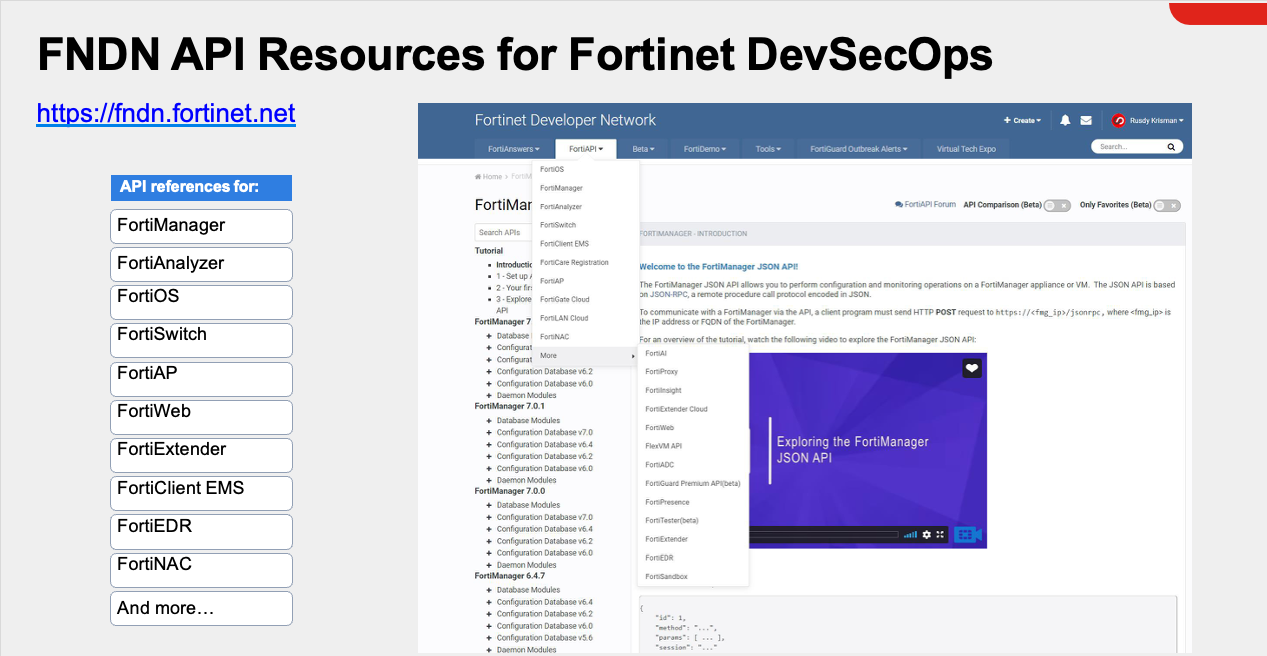 FNDN API Resources for Fortinet DevSecOps
https://fndn.fortinet.net
API references for:
FortiManager
FortiAnalyzer
FortiOS
FortiSwitch
FortiAP
FortiWeb
FortiExtender
FortiClient EMS
FortiEDR
FortiNAC
And more…
Fortinet Developer Network
+ Create
Rusdy Krisman
FortiAnswers
FortiAPI
Beta
FortiDemo
Tools
FortiGuard Outbreak Alerts
Virtual Tech Expo
Search...
Home > FortiM
FortiMan
FortiAPI Forum
API Comparison (Beta)
Only Favorites (Beta)
Search APIs
Tutorial
Introductio
1 - Set up A
2 - Your firs
3 - Explore
API
FortiManager 7.
Database
Configurat
Configurat
Configuration Database v6.2
Configuration Database v6.0
Daemon Modules
FortiManager 7.0.1
Database Modules
Configuration Database v7.0
Configuration Database v6.4
Configuration Database v6.2
Configuration Database v6.0
Daemon Modules
FortiManager 7.0.0
Database Modules
Configuration Database v7.0
Configuration Database v6.4
Configuration Database v6.2
Configuration Database v6.0
Daemon Modules
FortiManager 6.4.7
Database Modules
Configuration Database v6.4
Configuration Database v6.2
Configuration Database v6.0
Configuration Database v5.6
Daemon Modules
FortiOS
FortiManager
FortiAnalyzer
FortiSwitch
FortiClient EMS
FortiCare Registration
FortiAP
FortiGate Cloud
FortiLAN Cloud
FortiNAC
More
FortiAI
FortiProxy
FortiInsight
FortiExtender Cloud
FortiWeb
FlexVM API
FortiADC
FortiGuard Premium API(beta)
FortiPresence
FortiTester(beta)
FortiExtender
FortiEDR
FortiSandbox
FORTIMANAGER - INTRODUCTION
Welcome to the FortiManager JSON API!
The FortiManager JSON API allows you to perform configuration and monitoring operations on a FortiManager appliance or VM. The JSON API is based
on JSON-RPC, a remote procedure call protocol encoded in JSON.
To communicate with a FortiManager via the API, a client program must send HTTP POST request to https://<fmg_ip>/jsonrpc, where <fmg_ip> is
the IP address or FQDN of the FortiManager.
For an overview of the tutorial, watch the following video to explore the FortiManager JSON API:
Exploring the FortiManager
JSON API
{
"id": 1,
"method": "...",
"params": [ ... ],
"session": "..."